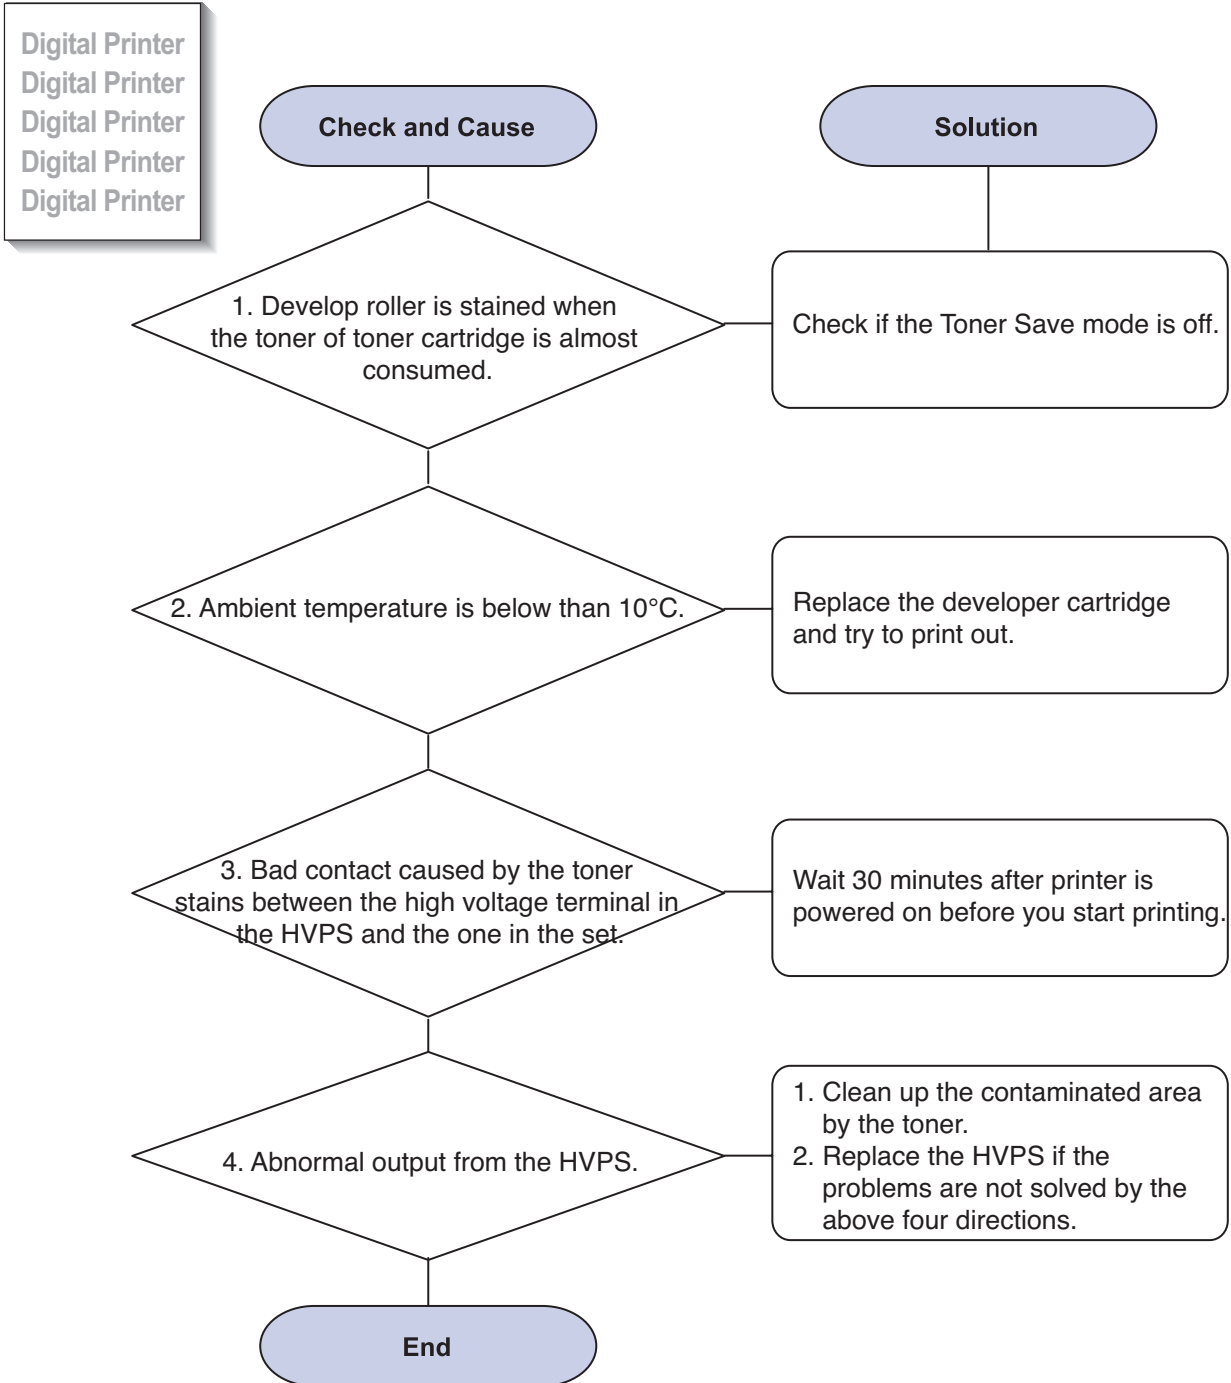 Digital Printer
Digital Printer
Digital Printer
Digital Printer
Digital Printer
Check and Cause
Solution
1. Develop roller is stained when
the toner of toner cartridge is almost
consumed.
Check if the Toner Save mode is off.
2. Ambient temperature is below than 10°C.
Replace the developer cartridge
and try to print out.
3. Bad contact caused by the toner
stains between the high voltage terminal in
the HVPS and the one in the set.
Wait 30 minutes after printer is
powered on before you start printing.
4. Abnormal output from the HVPS.
1. Clean up the contaminated area
by the toner.
2. Replace the HVPS if the
problems are not solved by the
above four directions.
End